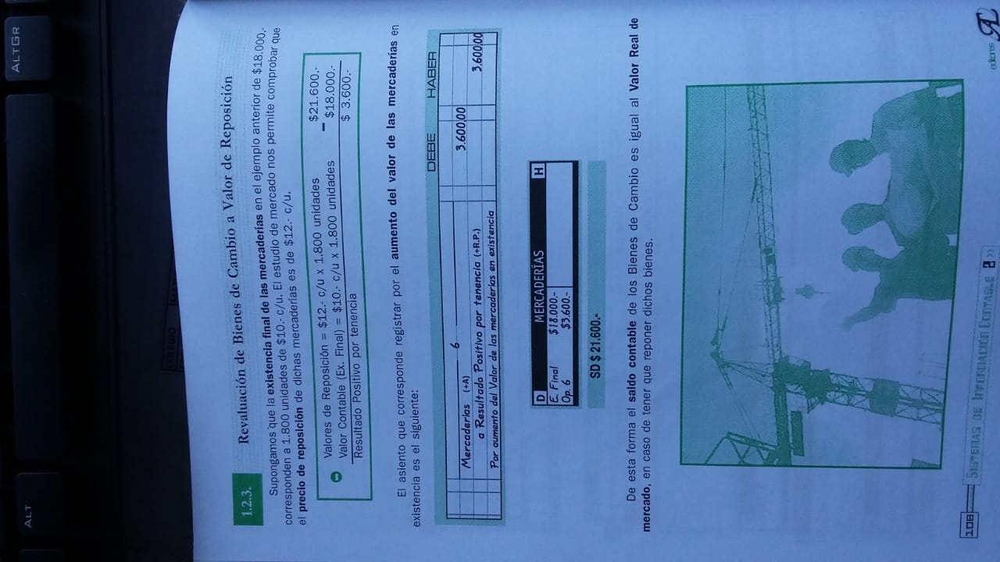 ALT
ALTGR
1.2.3. Revaluación de Bienes de Cambio a Valor de Reposición
Supongamos que la existencia final de las mercaderías en el ejemplo anterior de $18.000.-
corresponden a 1.800 unidades de $10.- c/u. El estudio de mercado nos permite comprobar que
el precio de reposición de dichas mercaderías es de $12.- c/u.
Valores de Reposición = $12.- c/u x 1.800 unidades $21.600.-
Valor Contable (Ex. Final) = $10.- c/u x 1.800 unidades – $18.000.-
Resultado Positivo por tenencia $ 3.600.-
El asiento que corresponde registrar por el aumento del valor de las mercaderías en
existencia es el siguiente:
DEBE HABER
6
Mercaderías (+A) 3.600,00
a Resultado Positivo por tenencia (+R.P.) 3.600,00
Por aumento del Valor de las mercaderías en existencia
D MERCADERÍAS H
E. Final $18.000.-
Op. 6 $3.600.-
SD $ 21.600.-
De esta forma el saldo contable de los Bienes de Cambio es igual al Valor Real de
mercado, en caso de tener que reponer dichos bienes.
108 SISTEMAS DE INFORMACIÓN CONTABLE 2 >>
editores